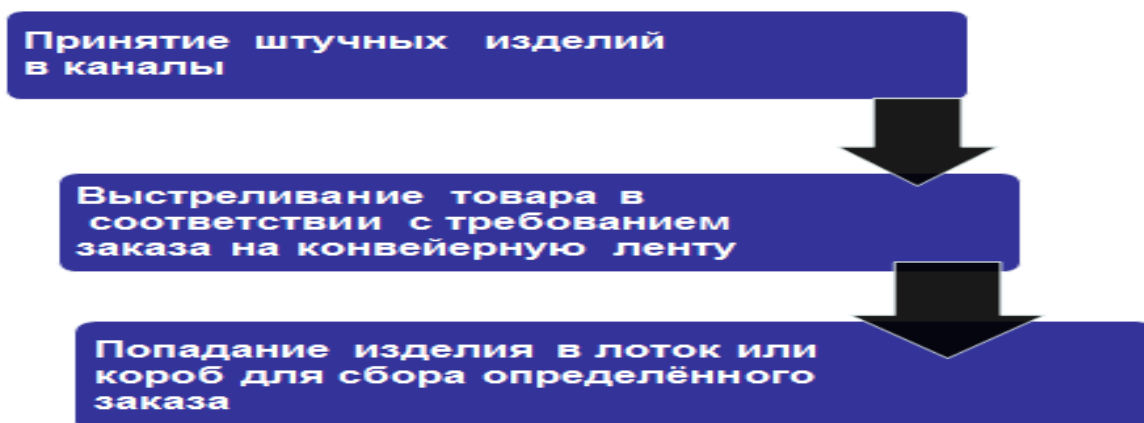 Принятие штучных изделий
в каналы
Выстреливание товара в
соответствии с требованием
заказа на конвейерную ленту
Попадание изделия в лоток или
короб для сбора определённого
заказа